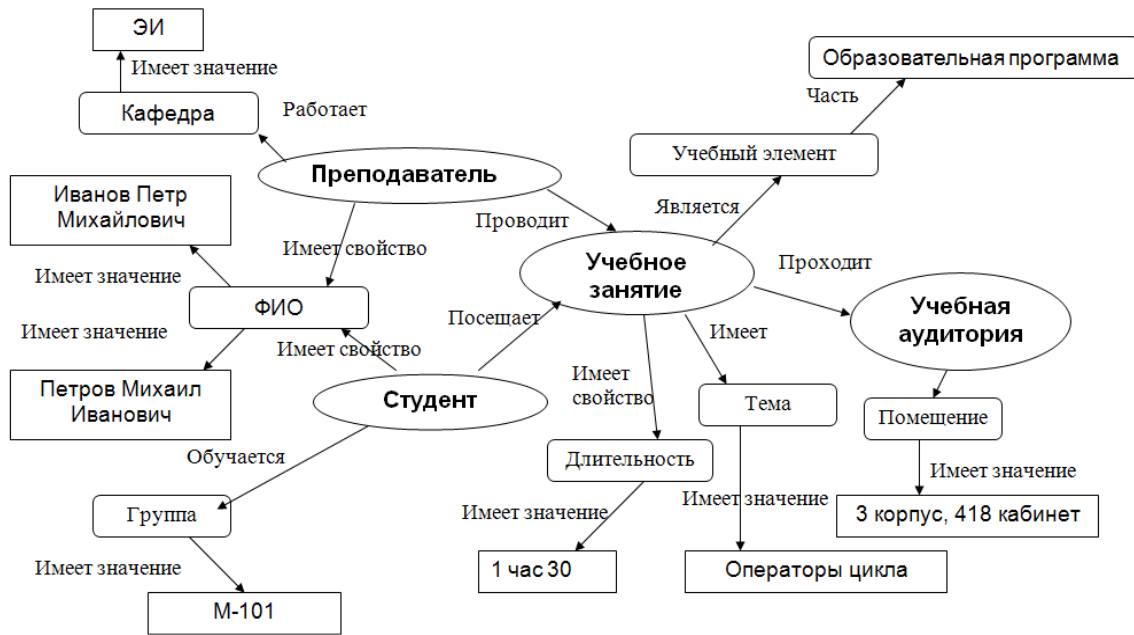 ЭИ
Имеет значение
Образовательная программа
Часть
Кафедра
Работает
Учебный элемент
Преподаватель
Иванов Петр
Михайлович
Является
Проводит
Имеет свойство
Учебное
занятие
Проходит
Имеет значение
Учебная
аудитория
ФИО
Посещает
Имеет значение
Имеет
Имеет свойство
Петров Михаил
Иванович
Студент
Имеет
свойство
Тема
Помещение
Обучается
Длительность
Имеет значение
Имеет значение
Группа
Имеет значение
3 корпус, 418 кабинет
Имеет значение
1 час 30
Операторы цикла
М-101